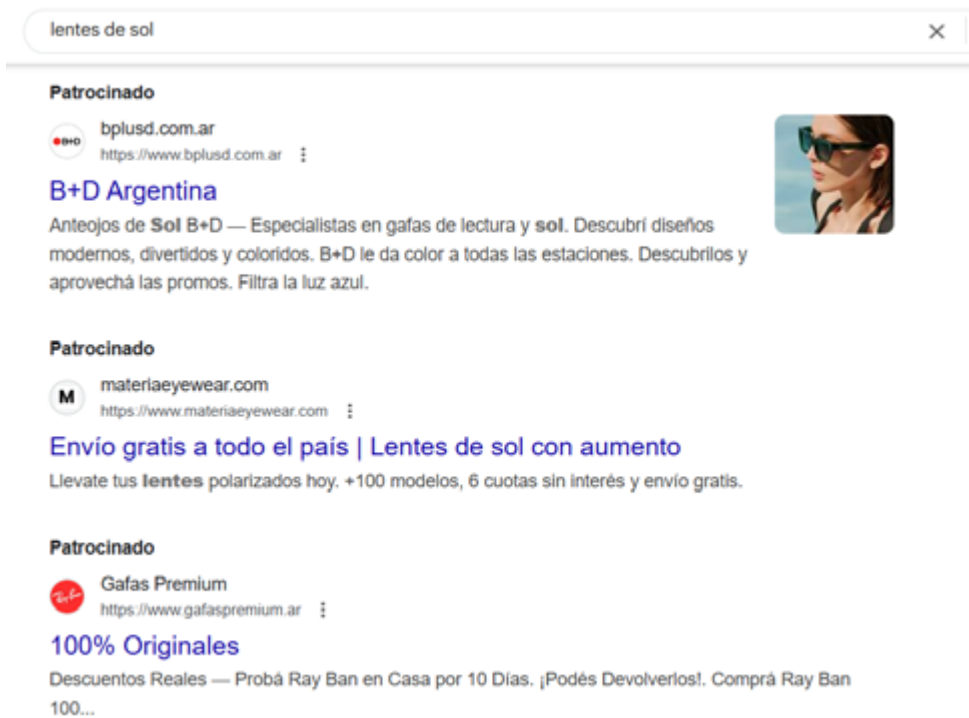 lentes de sol
Patrocinado
B+D
bplusd.com.ar
https://www.bplusd.com.ar
B+D Argentina
Anteojos de Sol B+D — Especialistas en gafas de lectura y sol. Descubrí diseños
modernos, divertidos y coloridos. B+D le da color a todas las estaciones. Descubrilos y
aprovechá las promos. Filtra la luz azul.
Patrocinado
M
materiaeyewear.com
https://www.materiaeyewear.com
Envío gratis a todo el país | Lentes de sol con aumento
Llevate tus lentes polarizados hoy. +100 modelos, 6 cuotas sin interés y envío gratis.
Patrocinado
Ray-Ban
Gafas Premium
https://www.gafaspremium.ar
100% Originales
Descuentos Reales — Probá Ray Ban en Casa por 10 Días. ¡Podés Devolverlos!. Comprá Ray Ban
100...